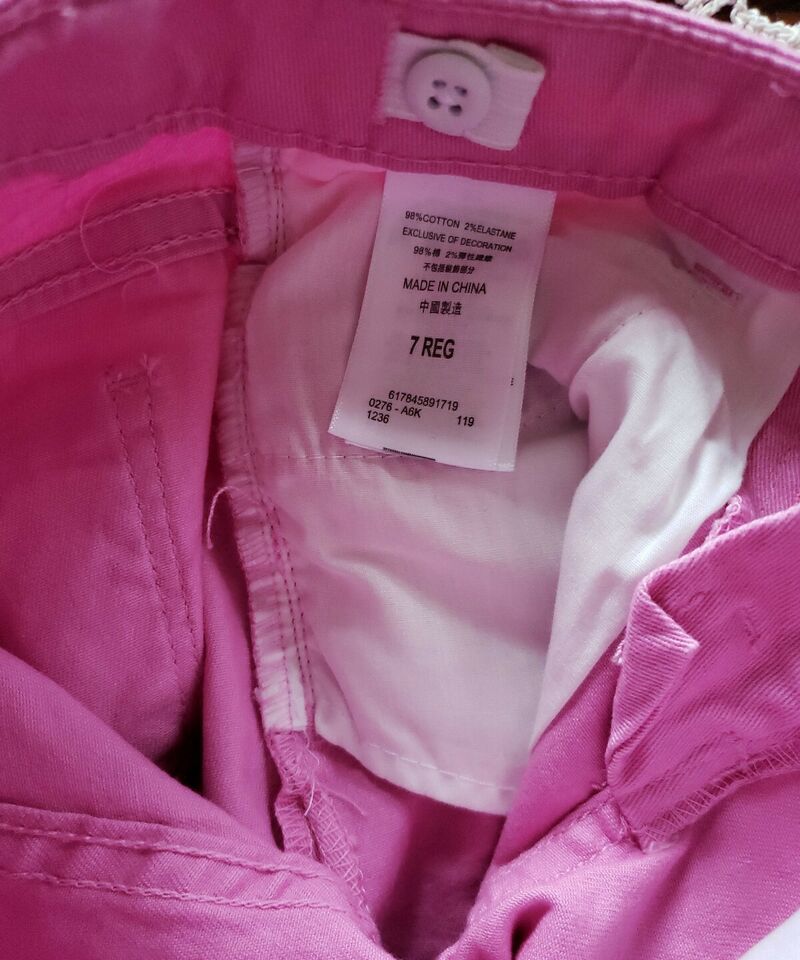 98%COTTON 2%ELASTANE
EXCLUSIVE OF DECORATION
98%棉 2%彈性纖維
不包括裝飾部分
MADE IN CHINA
中國製造
7 REG
617845891719
0276 - A6K 119
1236